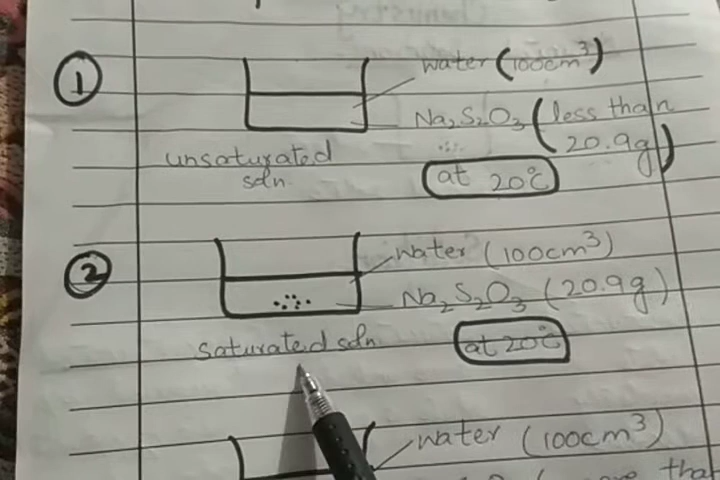 1
water (100cm³)
Na₂S₂O₃ (less than
20.9g)
unsaturated
soln.
at 20°C
2
water (100cm³)
Na₂S₂O₃ (20.9g)
saturated soln.
at 20°C
water (100cm³)
than